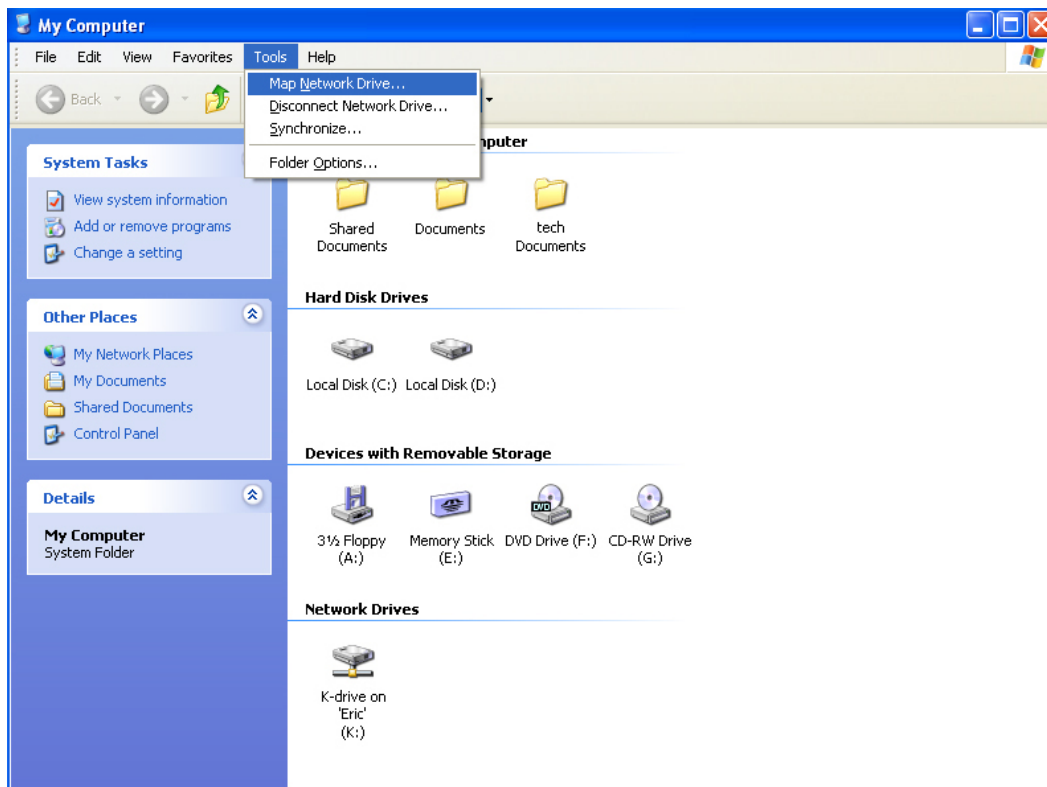 My Computer
File Edit View Favorites Tools Help
Back
Map Network Drive...
Disconnect Network Drive...
Synchronize...
Folder Options...
System Tasks
View system information
Add or remove programs
Change a setting
Other Places
My Network Places
My Documents
Shared Documents
Control Panel
Details
My Computer
System Folder
Shared
Documents
Documents
tech
Documents
Hard Disk Drives
Local Disk (C:) Local Disk (D:)
Devices with Removable Storage
3½ Floppy
(A:)
Memory Stick
(E:)
DVD
DVD Drive (F:)
CD-RW Drive
(G:)
Network Drives
K-drive on
'Eric'
(K:)